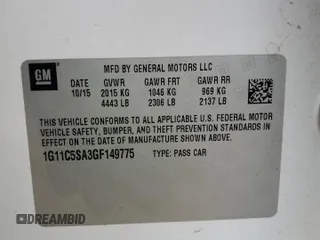 GM
MFD BY GENERAL MOTORS LLC
DATE GVWR GAWR FRT GAWR RR
10/15 2015 KG 1046 KG 969 KG
4443 LB 2306 LB 2137 LB
THIS VEHICLE CONFORMS TO ALL APPLICABLE U.S. FEDERAL MOTOR
VEHICLE SAFETY, BUMPER, AND THEFT PREVENTION STANDARDS
IN EFFECT ON THE DATE OF MANUFACTURE SHOWN ABOVE.
1G11C5SA3GF149775 TYPE: PASS CAR
© DREAMBID